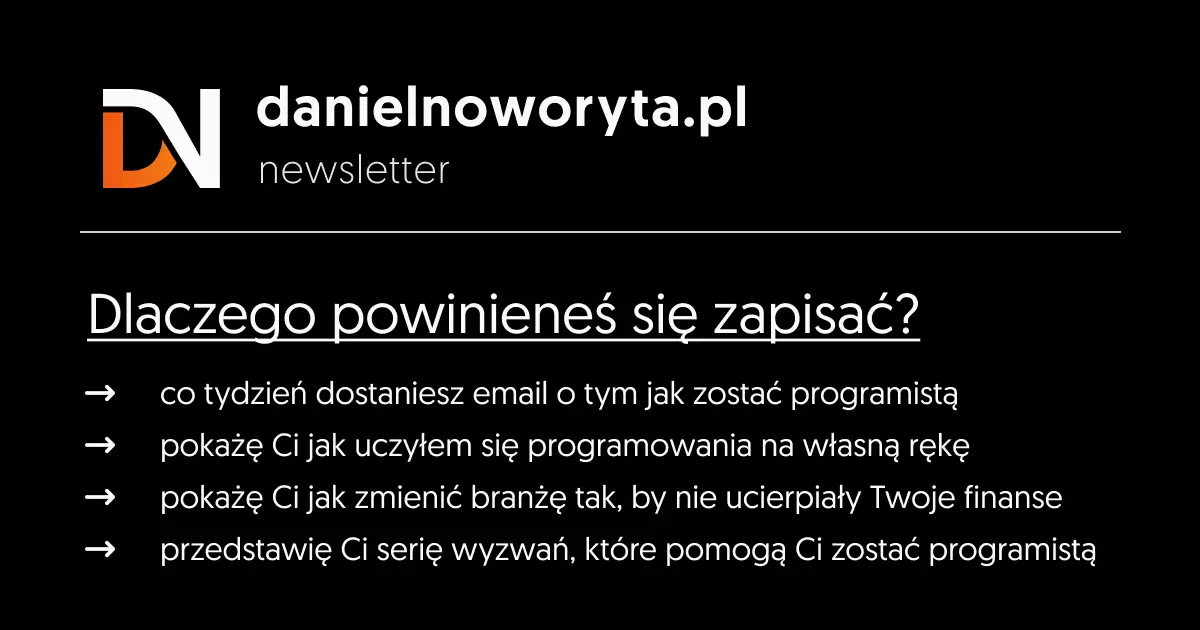 DN
danielnoworyta.pl
newsletter
Dlaczego powinieneś się zapisać?
→ co tydzień dostaniesz email o tym jak zostać programistą
→ pokażę Ci jak uczyłem się programowania na własną rękę
→ pokażę Ci jak zmienić branżę tak, by nie ucierpiały Twoje finanse
→ przedstawię Ci serię wyzwań, które pomogą Ci zostać programistą